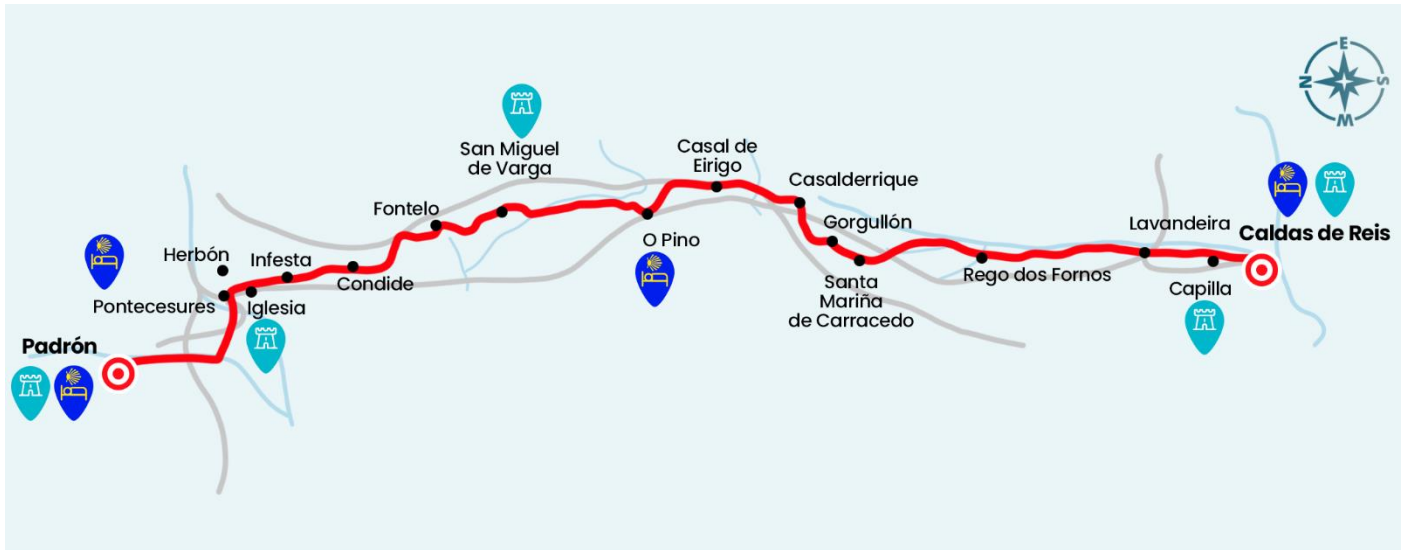 E
N
S
W
San Miguel
de Varga
Casal de
Eirigo
Casalderrique
Fontelo
Gorgullón
Lavandeira
Caldas de Reis
Herbón
Infesta
O Pino
Rego dos Fornos
Condide
Santa
Mariña
de Carracedo
Capilla
Pontecesures
Iglesia
Padrón